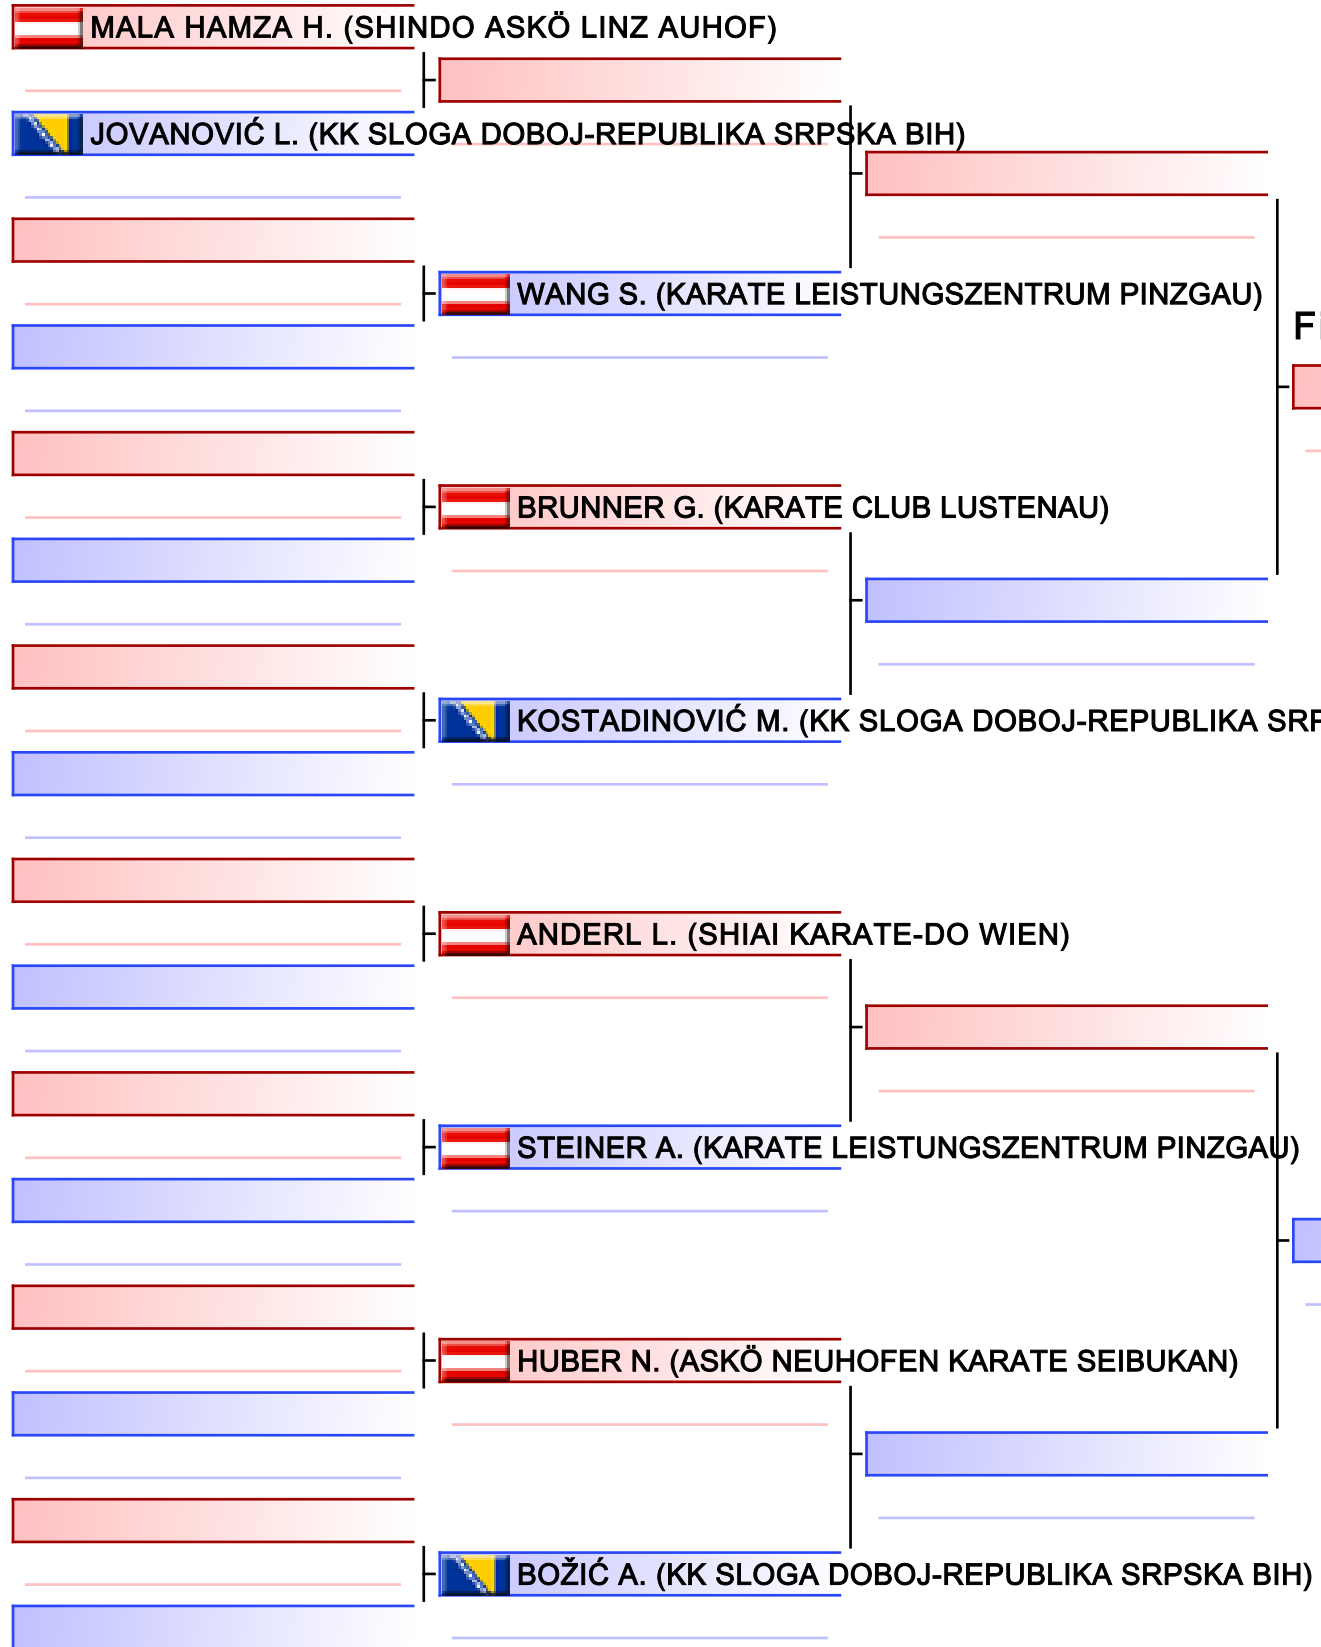 MALA HAMZA H. (SHINDO ASKÖ LINZ AUHOF)
JOVANOVIĆ L. (KK SLOGA DOBOJ-REPUBLIKA SRPSKA BIH)
WANG S. (KARATE LEISTUNGSZENTRUM PINZGAU)
BRUNNER G. (KARATE CLUB LUSTENAU)
KOSTADINOVIĆ M. (KK SLOGA DOBOJ-REPUBLIKA
ANDERL L. (SHIAI KARATE-DO WIEN)
STEINER A. (KARATE LEISTUNGSZENTRUM PINZGAU)
HUBER N. (ASKÖ NEUHOFEN KARATE SEIBUKAN)
BOŽIĆ A. (KK SLOGA DOBOJ-REPUBLIKA SRPSKA BIH)